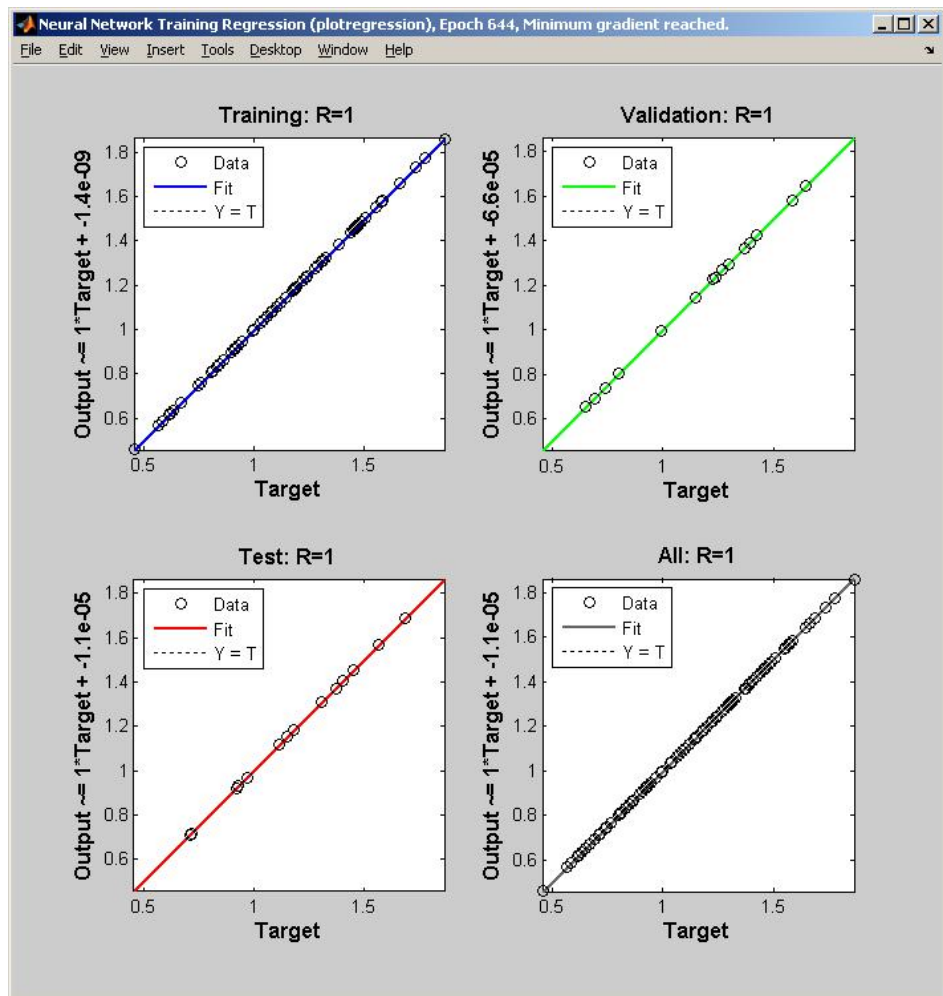 Neural Network Training Regression (plotregression), Epoch 644, Minimum gradient reached.
File Edit View Insert Tools Desktop Window Help
Training: R=1
Output ~= 1*Target + -1.4e-09
1.8
1.6
1.4
1.2
1
0.8
0.6
Data
Fit
Y = T
0.5 1 1.5
Target
Validation: R=1
Output ~= 1*Target + -6.6e-05
1.8
1.6
1.4
1.2
1
0.8
0.6
Data
Fit
Y = T
0.5 1 1.5
Target
Test: R=1
Output ~= 1*Target + -1.1e-05
1.8
1.6
1.4
1.2
1
0.8
0.6
Data
Fit
Y = T
0.5 1 1.5
Target
All: R=1
Output ~= 1*Target + -1.1e-05
1.8
1.6
1.4
1.2
1
0.8
0.6
Data
Fit
Y = T
0.5 1 1.5
Target